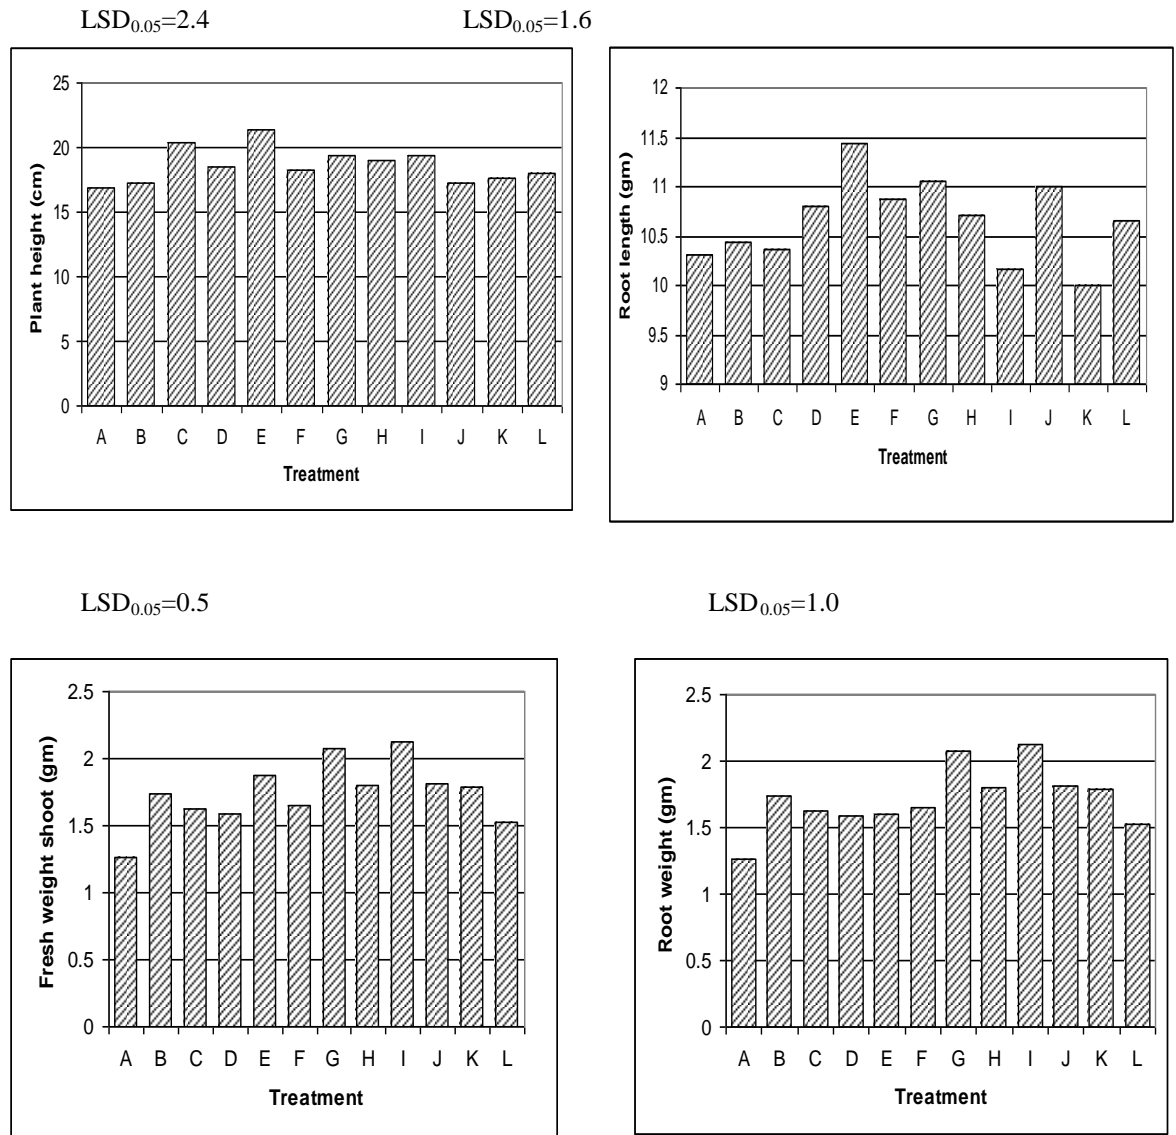 LSD0.05=2.4 LSD0.05=1.6
Plant height (cm)
25
20
15
10
5
0
A B C D E F G H I J K L
Treatment
Root length (gm)
12
11.5
11
10.5
10
9.5
9
A B C D E F G H I J K L
Treatment
LSD0.05=0.5 LSD0.05=1.0
Fresh weight shoot (gm)
2.5
2
1.5
1
0.5
0
A B C D E F G H I J K L
Treatment
Root weight (gm)
2.5
2
1.5
1
0.5
0
A B C D E F G H I J K L
Treatment